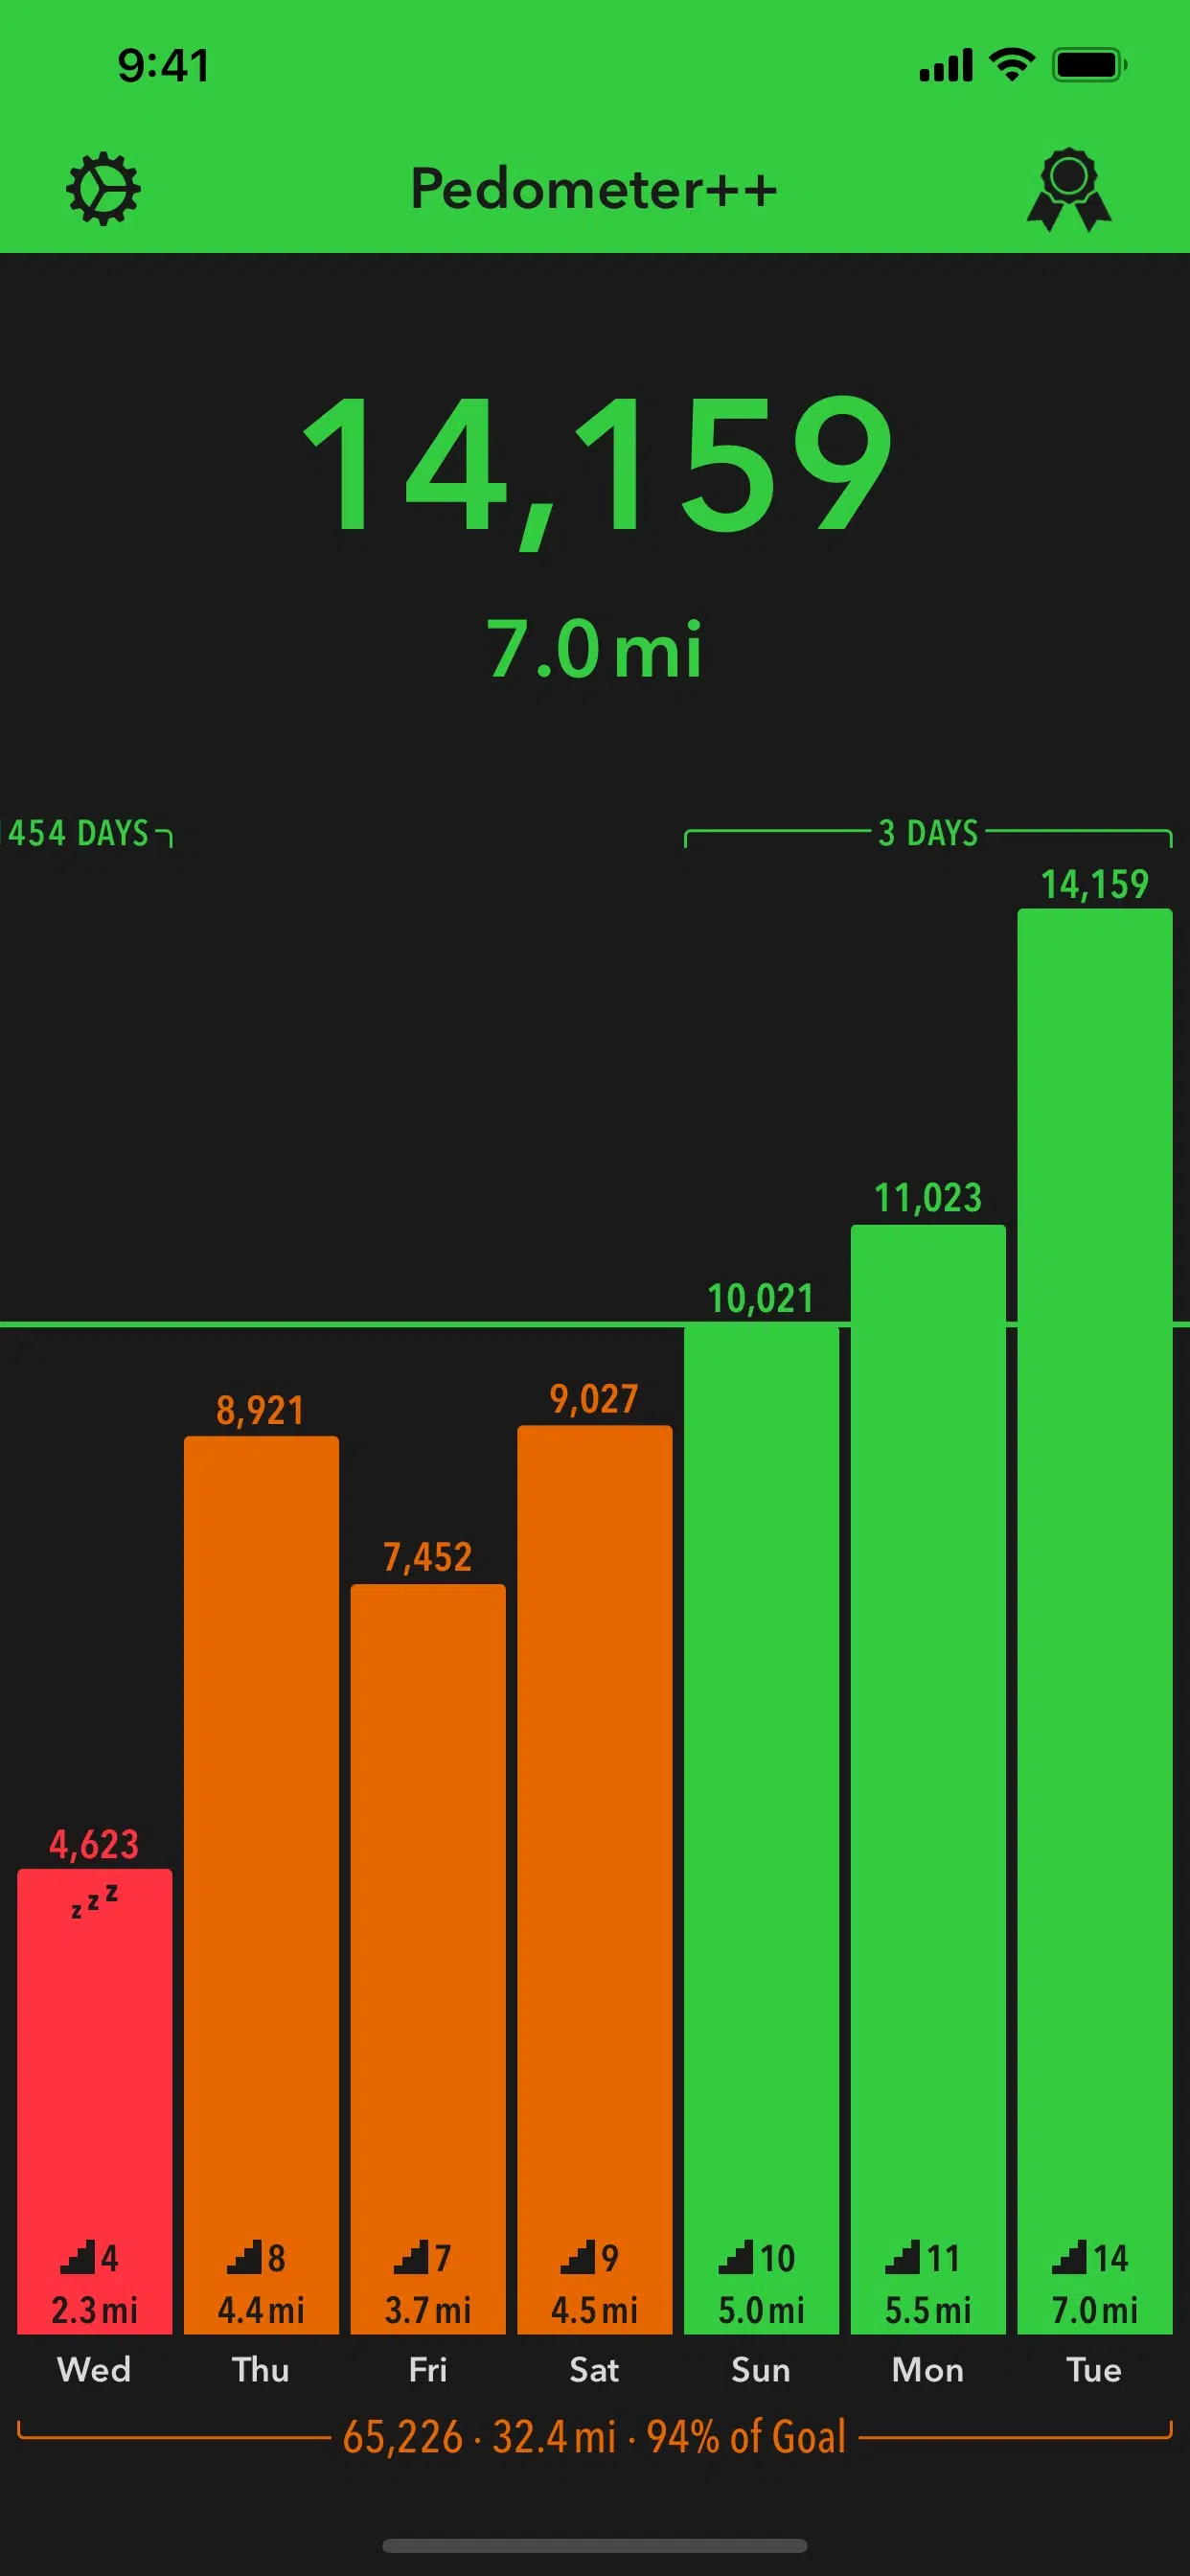 9:41
Pedometer++
14,159
7.0 mi
454 DAYS
3 DAYS
14,159
11,023
10,021
8,921
9,027
7,452
4,623
z z z
4
8
7
9
10
11
14
2.3 mi
4.4 mi
3.7 mi
4.5 mi
5.0 mi
5.5 mi
7.0 mi
Wed
Thu
Fri
Sat
Sun
Mon
Tue
65,226 · 32.4 mi · 94% of Goal